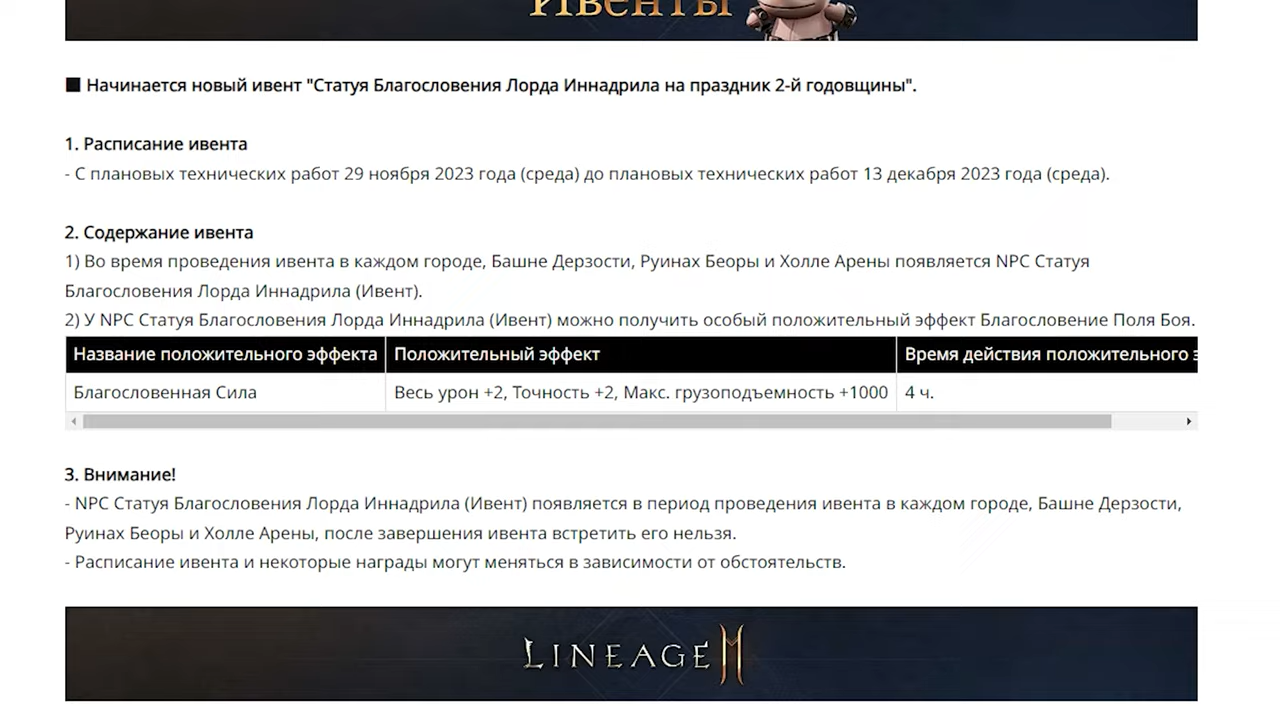 Ивенты
■ Начинается новый ивент "Статуя Благословения Лорда Иннадрила на праздник 2-й годовщины".
1. Расписание ивента
- С плановых технических работ 29 ноября 2023 года (среда) до плановых технических работ 13 декабря 2023 года (среда).
2. Содержание ивента
1) Во время проведения ивента в каждом городе, Башне Дерзости, Руинах Беоры и Холле Арены появляется NPC Статуя
Благословения Лорда Иннадрила (Ивент).
2) У NPC Статуя Благословения Лорда Иннадрила (Ивент) можно получить особый положительный эффект Благословение Поля Боя.
Название положительного эффекта Положительный эффект Время действия положительного
Благословенная Сила Весь урон +2, Точность +2, Макс. грузоподъемность +1000 4 ч.
3. Внимание!
- NPC Статуя Благословения Лорда Иннадрила (Ивент) появляется в период проведения ивента в каждом городе, Башне Дерзости,
Руинах Беоры и Холле Арены, после завершения ивента встретить его нельзя.
- Расписание ивента и некоторые награды могут меняться в зависимости от обстоятельств.
LINEAGE M